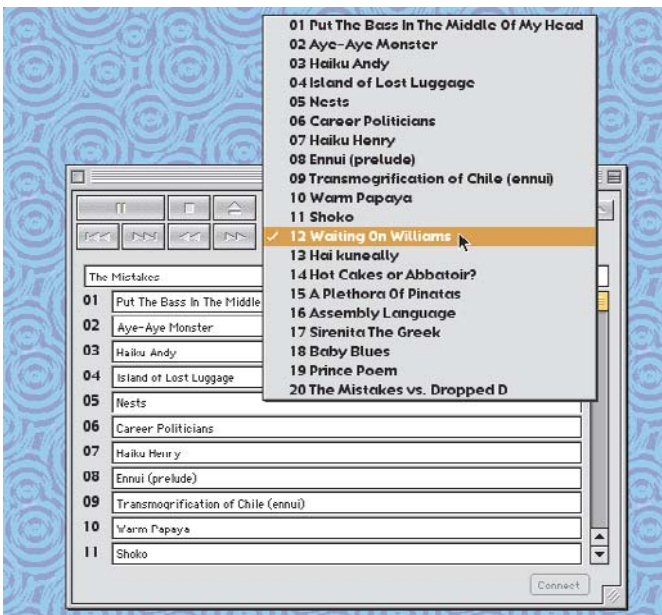 01 Put The Bass In The Middle Of My Head
02 Aye-Aye Monster
03 Haiku Andy
04 Island of Lost Luggage
05 Nests
06 Career Politicians
07 Haiku Henry
08 Ennui (prelude)
09 Transmogrification of Chile (ennui)
10 Warm Papaya
11 Shoko
12 Waiting On Williams
13 Hai kuneally
14 Hot Cakes or Abbatoir?
15 A Plethora Of Pinatas
16 Assembly Language
17 Sirenita The Greek
18 Baby Blues
19 Prince Poem
20 The Mistakes vs. Dropped D
The Mistakes
01 Put The Bass In The Middle
02 Aye-Aye Monster
03 Haiku Andy
04 Island of Lost Luggage
05 Nests
06 Career Politicians
07 Haiku Henry
08 Ennui (prelude)
09 Transmogrification of Chile (ennui)
10 Warm Papaya
11 Shoko
Connect